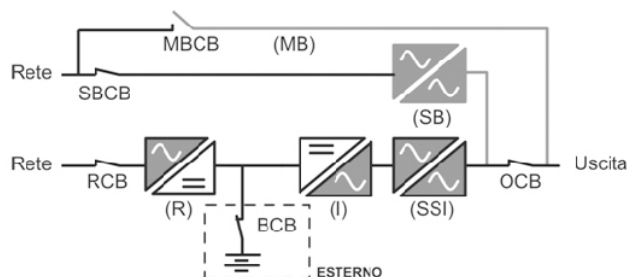 MBCB (MB)
Rete
SBCB
(SB)
Rete Uscita
RCB OCB
(R) (I) (SSI)
BCB
ESTERNO